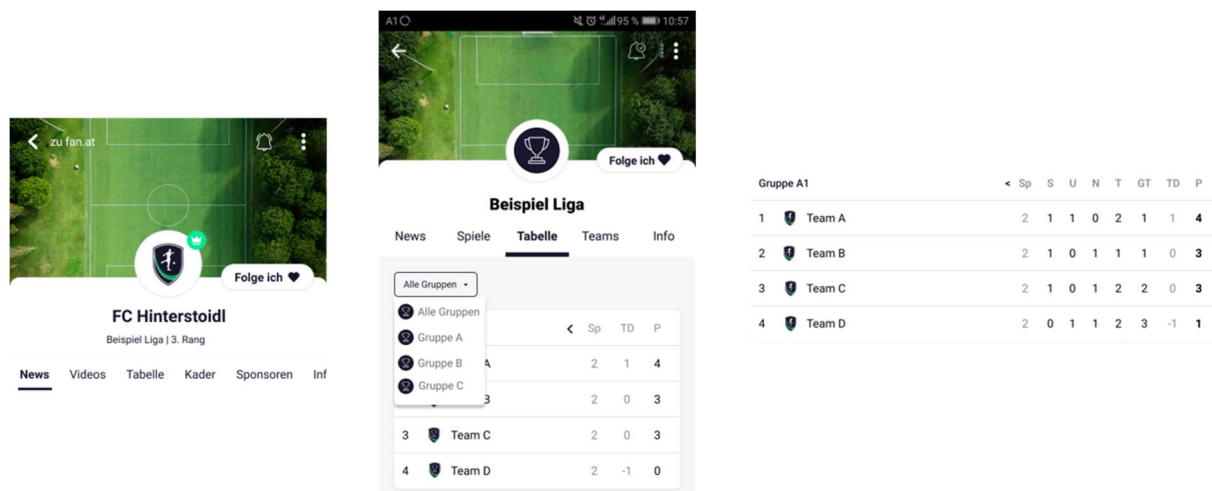 zu fan.at
Folge ich
FC Hinterstoidl
Beispiel Liga | 3. Rang
News Videos Tabelle Kader Sponsoren Inf
A1 95 % 10:57
Folge ich
Beispiel Liga
News Spiele Tabelle Teams Info
Alle Gruppen
Alle Gruppen
Gruppe A
Gruppe B
Gruppe C
< Sp TD P
A 2 1 4
B 2 0 3
3 Team C 2 0 3
4 Team D 2 -1 0
Gruppe A1 < Sp S U N T GT TD P
1 Team A 2 1 1 0 2 1 1 4
2 Team B 2 1 0 1 1 1 0 3
3 Team C 2 1 0 1 2 2 0 3
4 Team D 2 0 1 1 2 3 -1 1